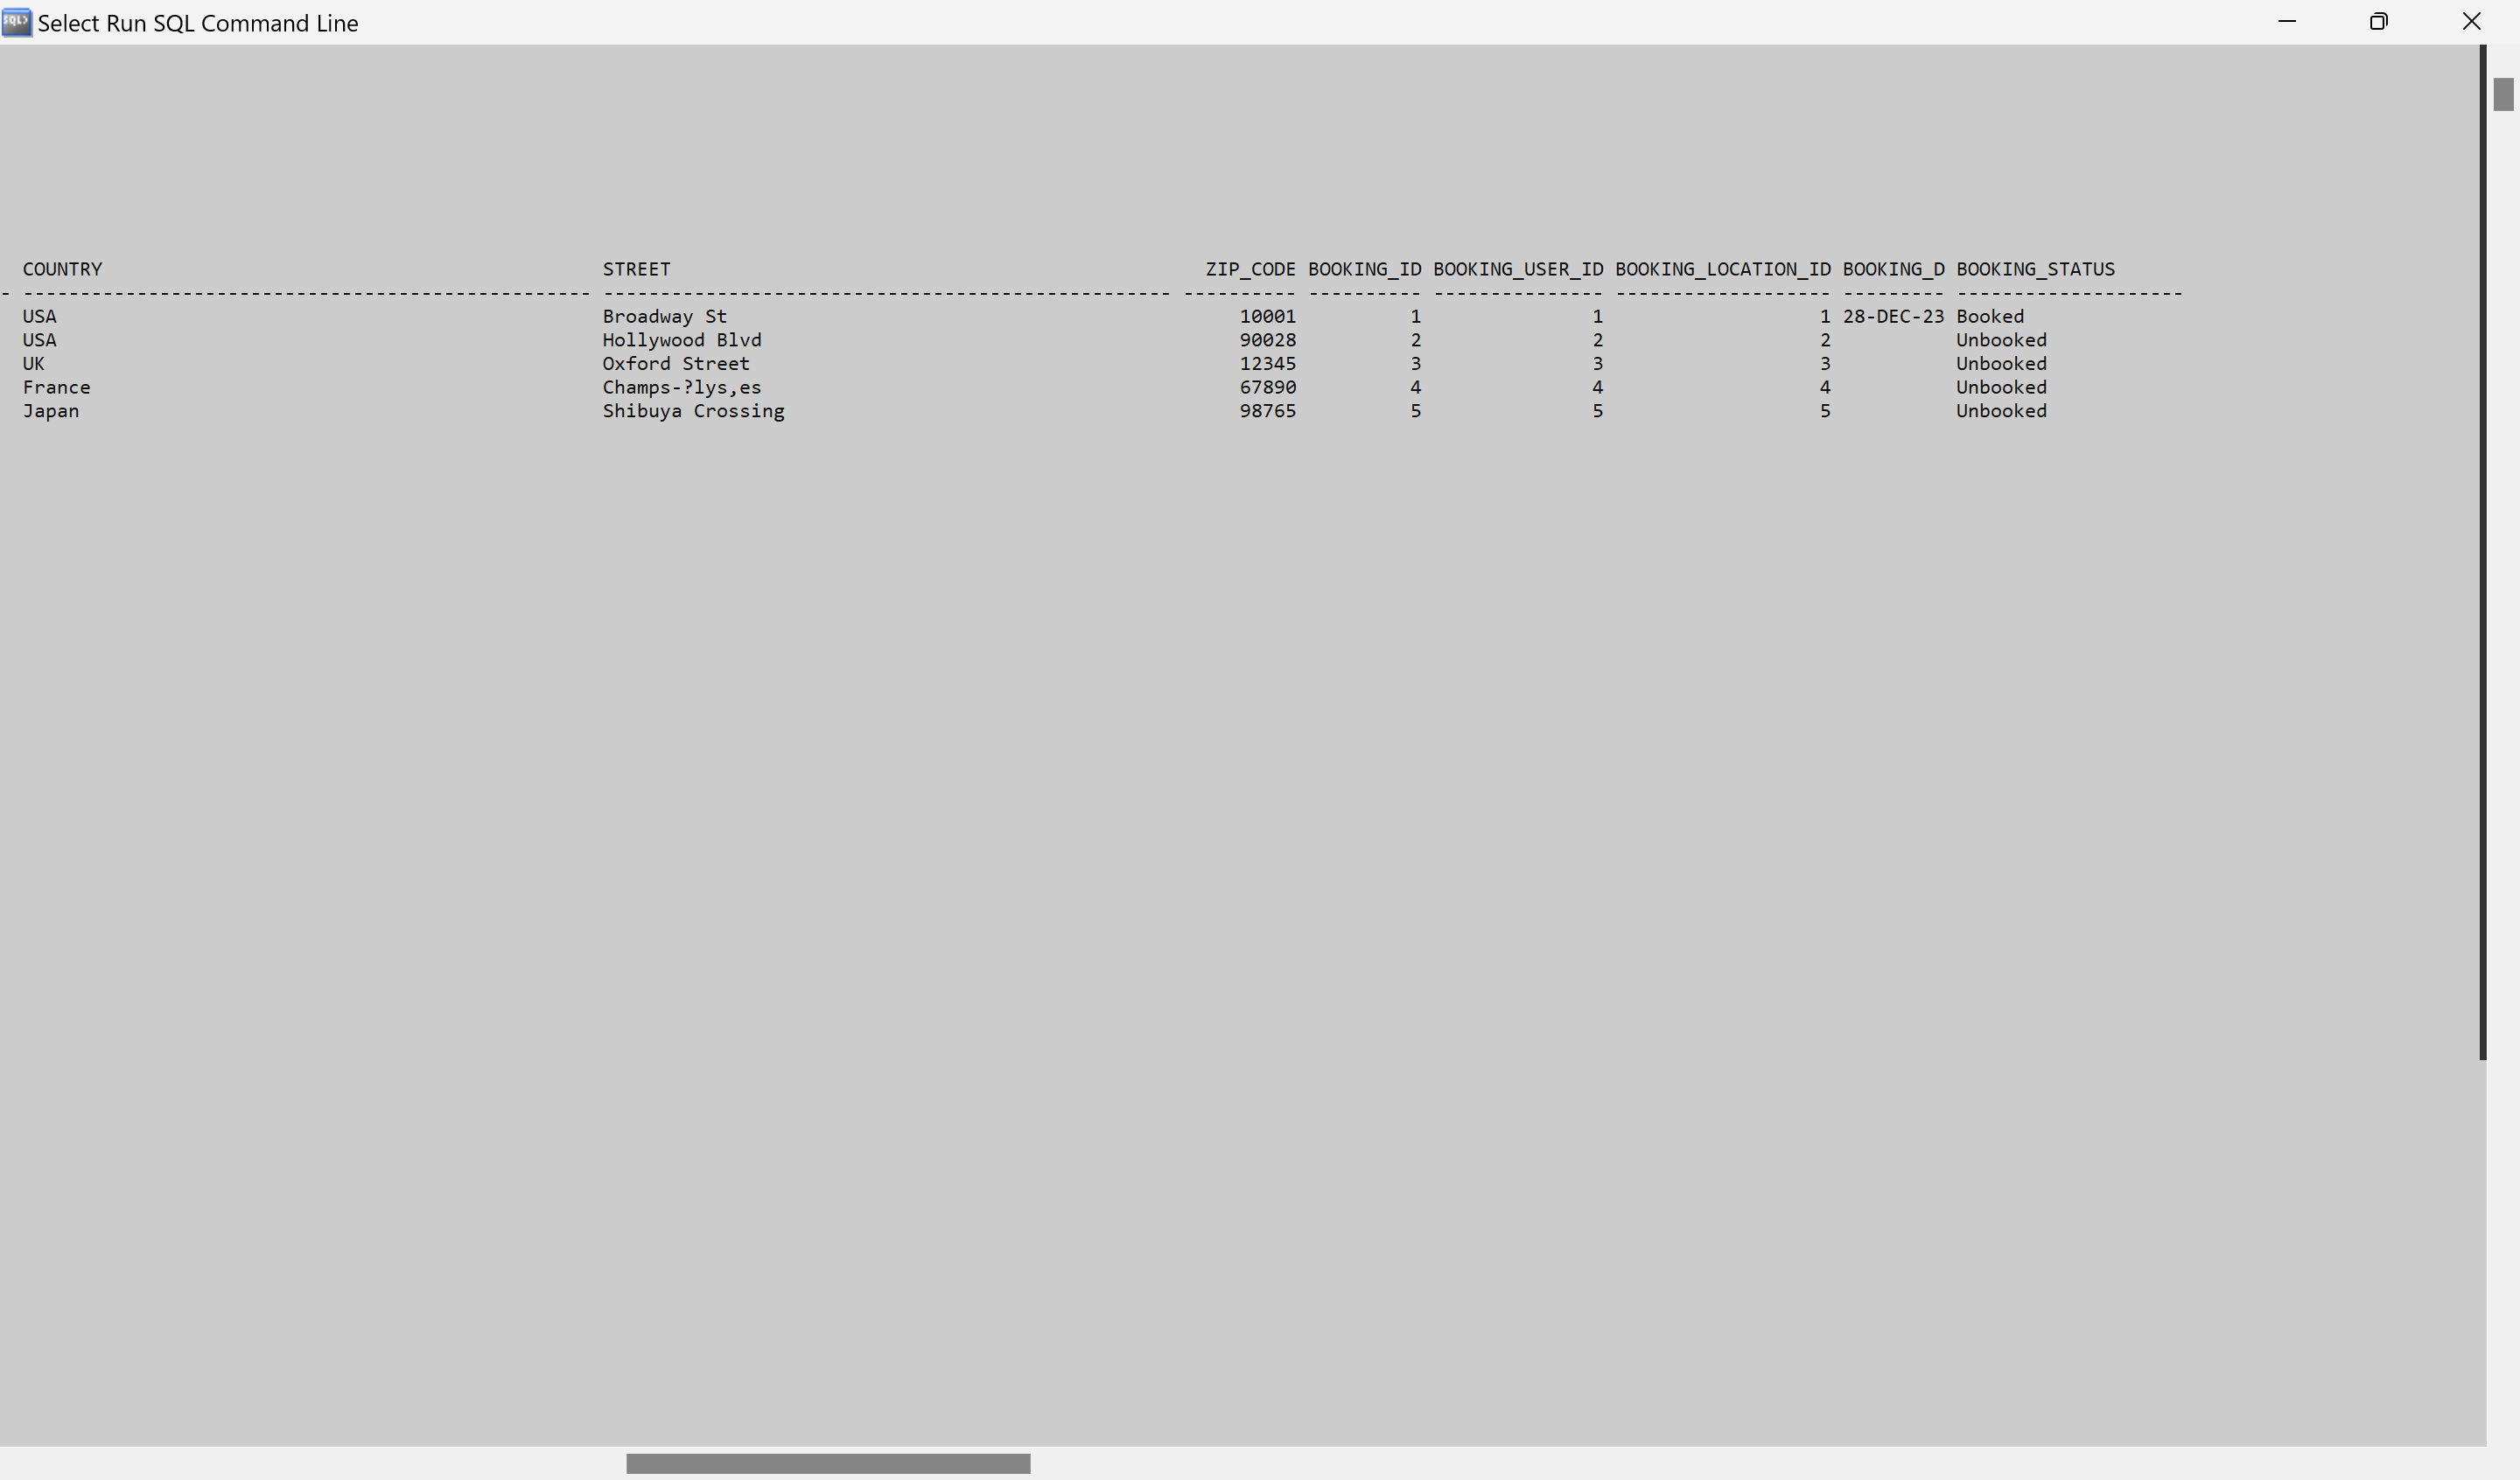 SQL> Select Run SQL Command Line
COUNTRY STREET ZIP_CODE BOOKING_ID BOOKING_USER_ID BOOKING_LOCATION_ID BOOKING_D BOOKING_STATUS
- -------------------------------------------------- -------------------------------------------------- ---------- ---------- --------------- ------------------- --------- --------------------
USA Broadway St 10001 1 1 1 28-DEC-23 Booked
USA Hollywood Blvd 90028 2 2 2 Unbooked
UK Oxford Street 12345 3 3 3 Unbooked
France Champs-?lys,es 67890 4 4 4 Unbooked
Japan Shibuya Crossing 98765 5 5 5 Unbooked